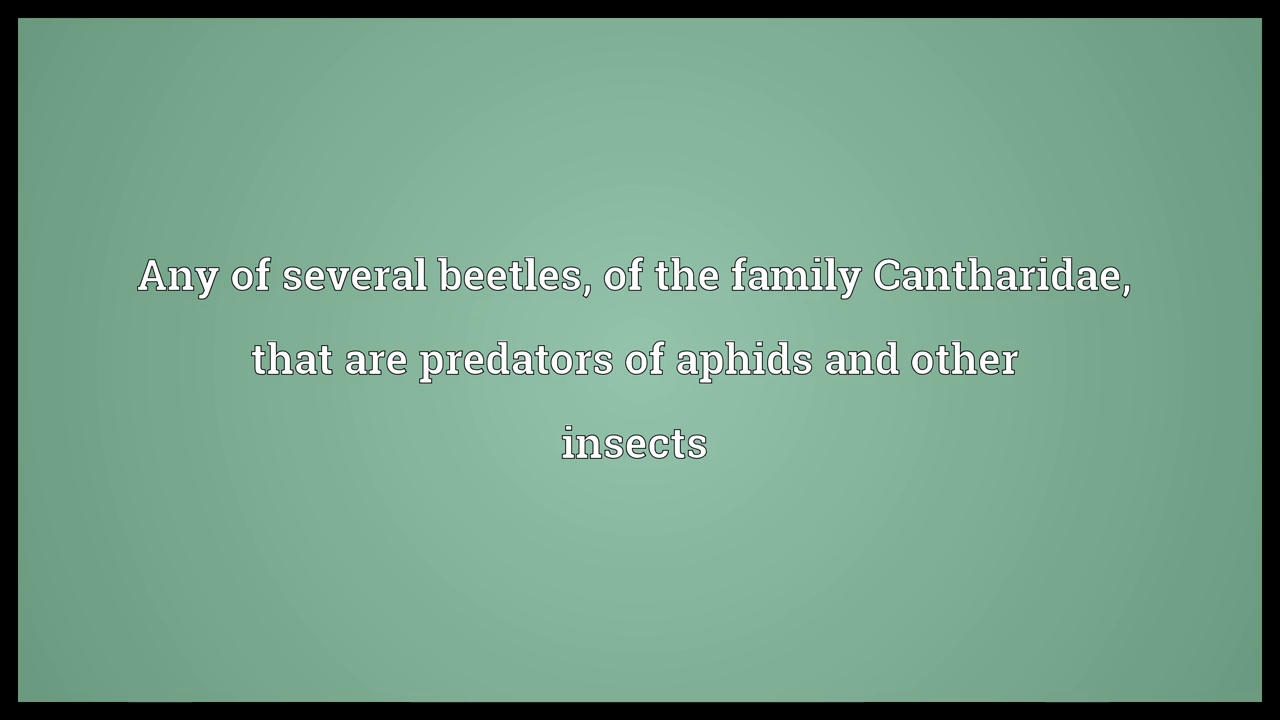 Any of several beetles, of the family Cantharidae,
that are predators of aphids and other
insects